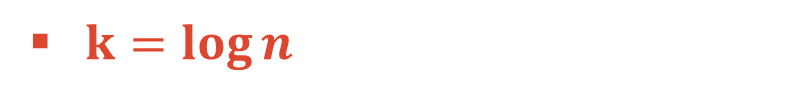 ▪ k = log n